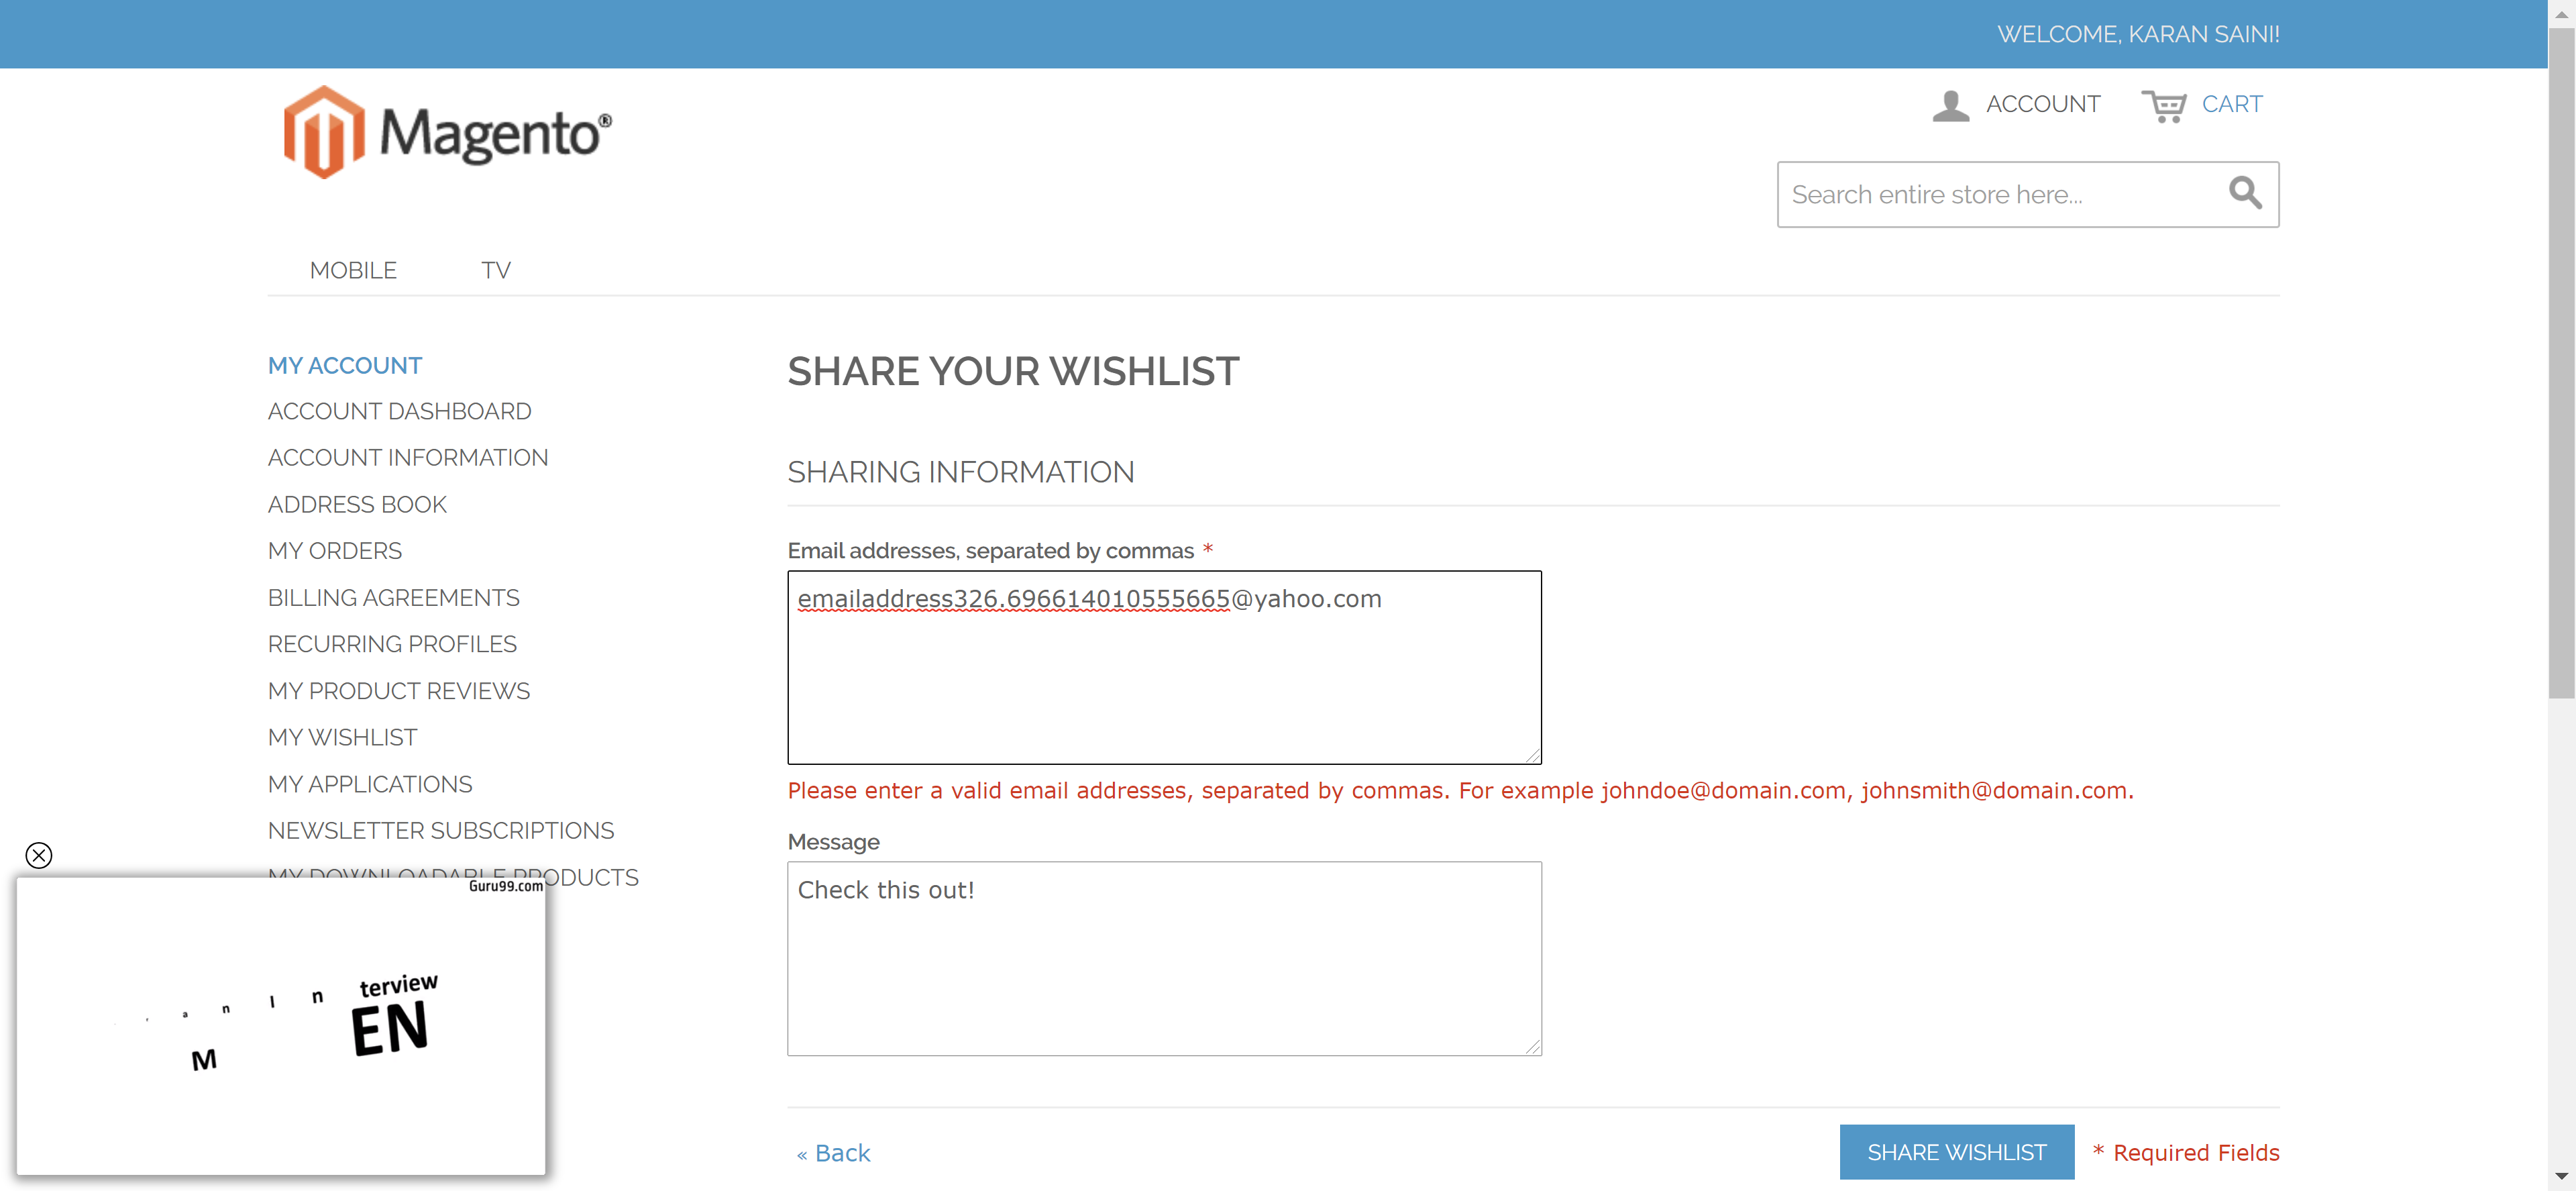 WELCOME, KARAN SAINI!
Magento®
ACCOUNT
CART
Search entire store here...
MOBILE
TV
MY ACCOUNT
ACCOUNT DASHBOARD
ACCOUNT INFORMATION
ADDRESS BOOK
MY ORDERS
BILLING AGREEMENTS
RECURRING PROFILES
MY PRODUCT REVIEWS
MY WISHLIST
MY APPLICATIONS
NEWSLETTER SUBSCRIPTIONS
MY DOWNLOADABLE PRODUCTS
SHARE YOUR WISHLIST
SHARING INFORMATION
Email addresses, separated by commas *
emailaddress326.696614010555665@yahoo.com
Please enter a valid email addresses, separated by commas. For example johndoe@domain.com, johnsmith@domain.com.
Message
Check this out!
« Back
SHARE WISHLIST
* Required Fields
Guru99.com
r a n I n terview
M EN